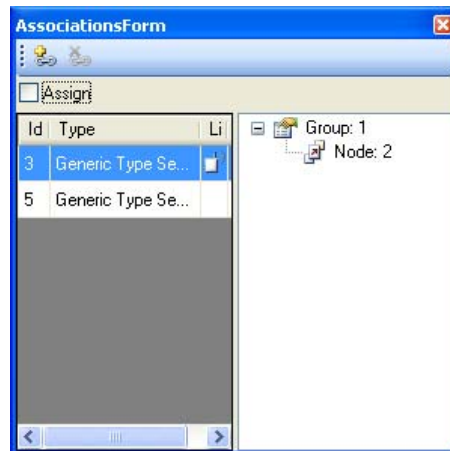 AssociationsForm
Assign
Id Type Li
3 Generic Type Se...
5 Generic Type Se...
Group: 1
Node: 2